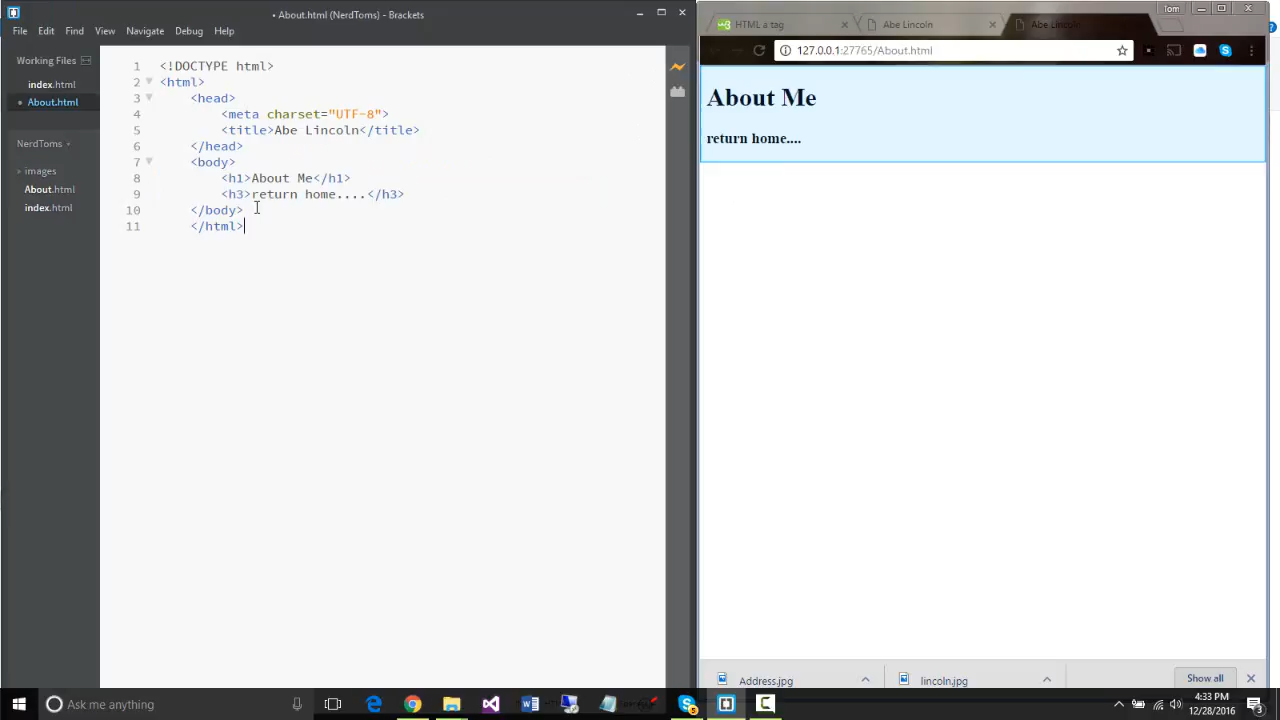 • About.html (NerdToms) - Brackets
File Edit Find View Navigate Debug Help
Working Files
index.html
• About.html
NerdToms
images
About.html
index.html
1 <!DOCTYPE html>
2 <html>
3 <head>
4 <meta charset="UTF-8">
5 <title>Abe Lincoln</title>
6 </head>
7 <body>
8 <h1>About Me</h1>
9 <h3>return home....</h3>
10 </body>
11 </html>
Tom
HTML a tag
Abe Lincoln
Abe Lincoln
127.0.0.1:27765/About.html
About Me
return home....
Address.jpg
lincoln.jpg
Show all
Ask me anything
4:33 PM
12/28/2016